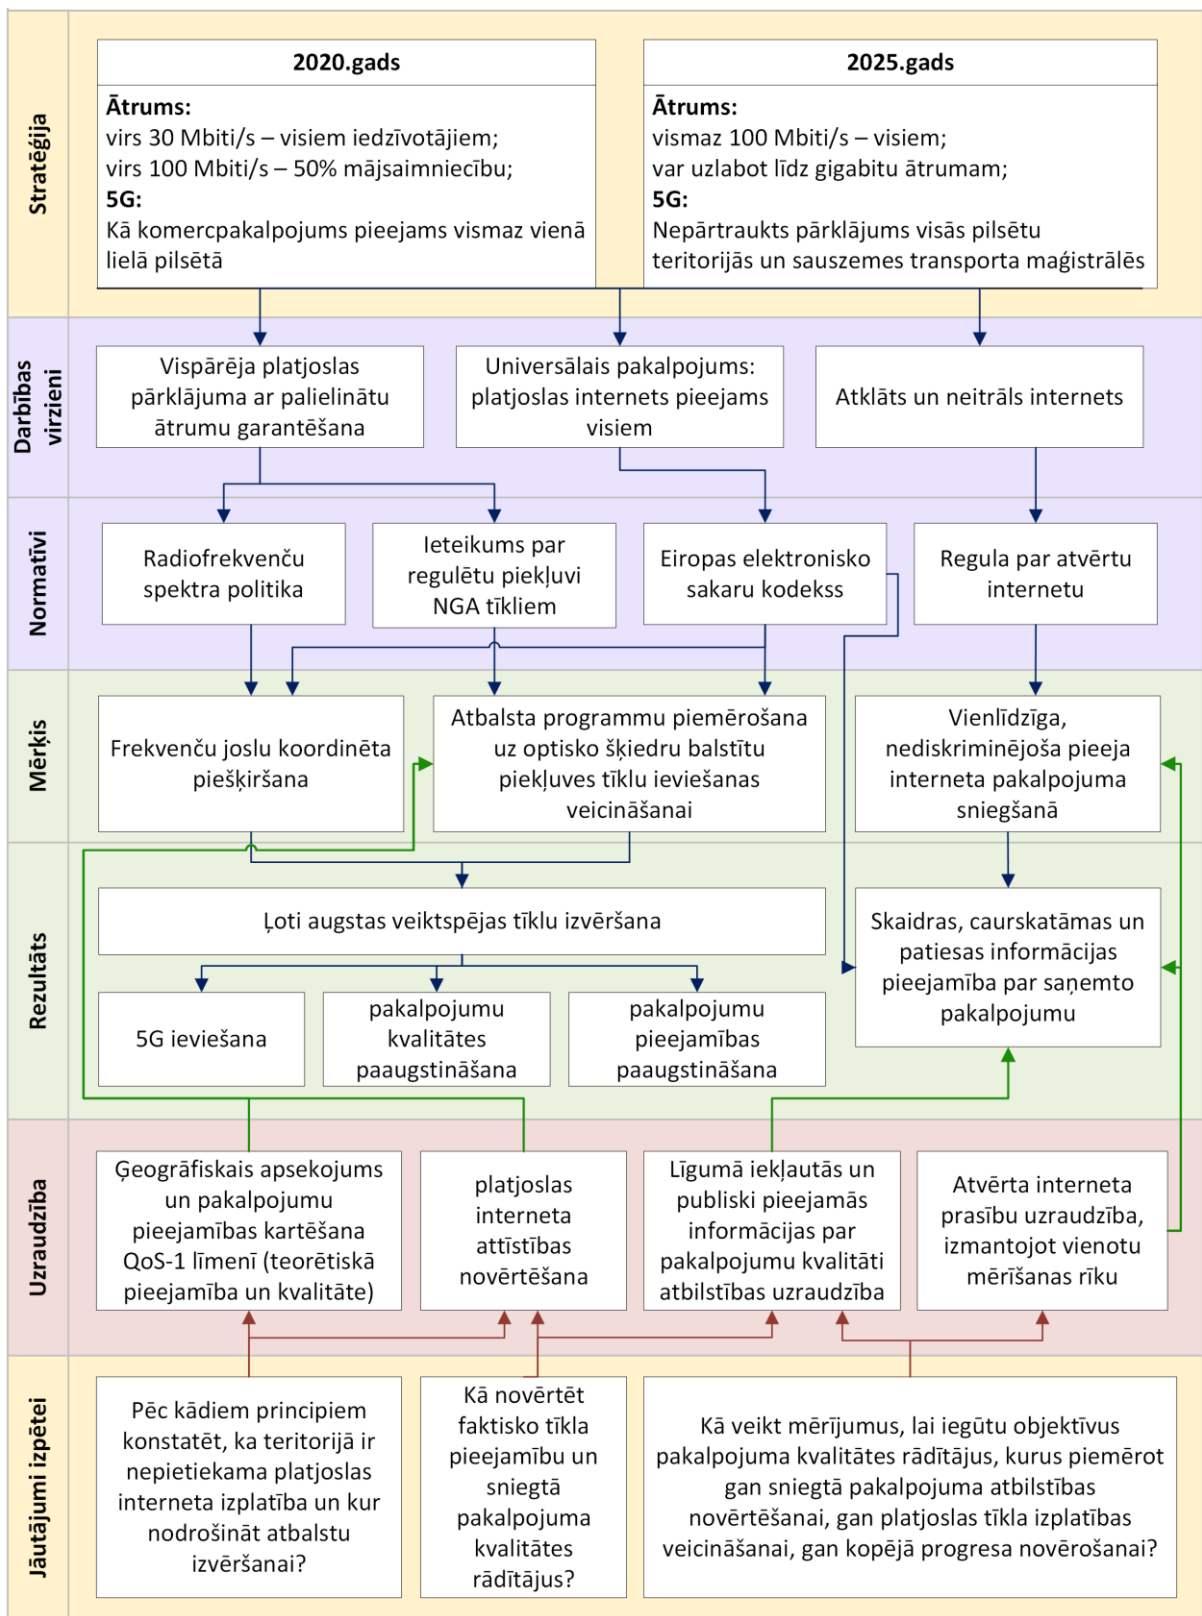 Stratēģija
2020.gads
Ātrums:
virs 30 Mbiti/s – visiem iedzīvotājiem;
virs 100 Mbiti/s – 50% mājsaimniecību;
5G:
Kā komercpakalpojums pieejams vismaz vienā
lielā pilsētā
2025.gads
Ātrums:
vismaz 100 Mbiti/s – visiem;
var uzlabot līdz gigabitu ātrumam;
5G:
Nepārtraukts pārklājums visās pilsētu
teritorijās un sauszemes transporta maģistrālēs
Darbības
virzieni
Vispārēja platjoslas
pārklājuma ar palielinātu
ātrumu garantēšana
Universālais pakalpojums:
platjoslas internets pieejams
visiem
Atklāts un neitrāls internets
Normatīvi
Radiofrekvenču
spektra politika
Ieteikums par
regulētu piekļuvi
NGA tīkliem
Eiropas elektronisko
sakaru kodekss
Regula par atvērtu
internetu
Mērķis
Frekvenču joslu koordinēta
piešķiršana
Atbalsta programmu piemērošana
uz optisko šķiedru balstītu
piekļuves tīklu ieviešanas
veicināšanai
Vienlīdzīga,
nediskriminējoša pieeja
interneta pakalpojuma
sniegšanā
Rezultāts
Ļoti augstas veiktspējas tīklu izvēršana
5G ieviešana
pakalpojumu
kvalitātes
paaugstināšana
pakalpojumu
pieejamības
paaugstināšana
Skaidras, caurskatāmas un
patiesas informācijas
pieejamība par saņemto
pakalpojumu
Uzraudzība
Ģeogrāfiskais apsekojums
un pakalpojumu
pieejamības kartēšana
QoS-1 līmenī (teorētiskā
pieejamība un kvalitāte)
platjoslas
interneta
attīstības
novērtēšana
Līgumā iekļautās un
publiski pieejamās
informācijas par
pakalpojumu kvalitāti
atbilstības uzraudzība
Atvērta interneta
prasību uzraudzība,
izmantojot vienotu
mērīšanas rīku
Jāutājumi izpētei
Pēc kādiem principiem
konstatēt, ka teritorijā ir
nepietiekama platjoslas
interneta izplatība un kur
nodrošināt atbalstu
izvēršanai?
Kā novērtēt
faktisko tīkla
pieejamību un
sniegtā
pakalpojuma
kvalitātes
rādītājus?
Kā veikt mērījumus, lai iegūtu objektīvus
pakalpojuma kvalitātes rādītājus, kurus piemērot
gan sniegtā pakalpojuma atbilstības
novērtēšanai, gan platjoslas tīkla izplatības
veicināšanai, gan kopējā progresa novērošanai?